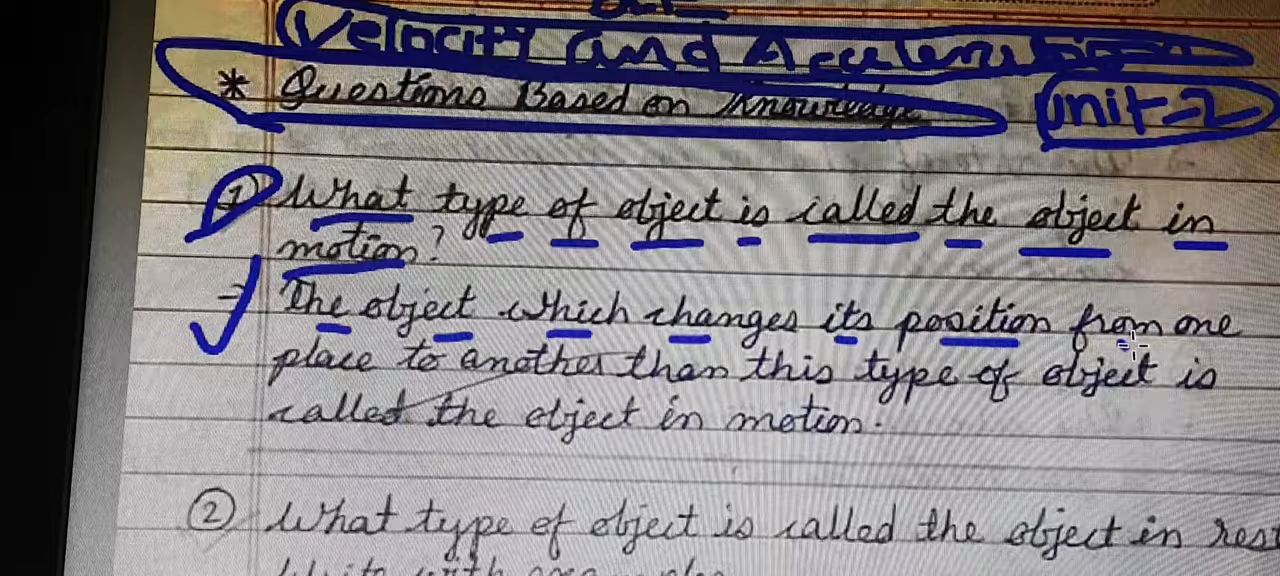 Velocity and Acceleration
* Questions Based on Knowledge
Unit-2
1) What type of object is called the object in
motion?
→ The object which changes its position from one
place to another than this type of object is
called the object in motion.
2 What type of object is called the object in rest